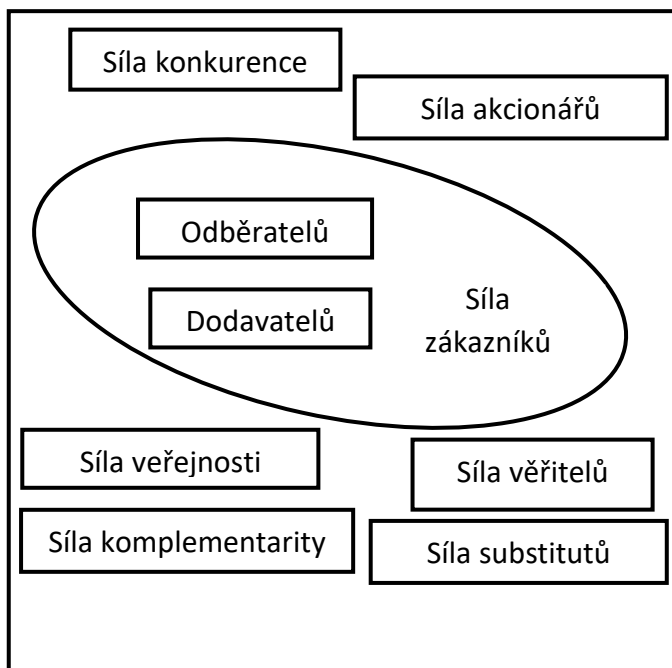 Síla konkurence
Síla akcionářů
Odběratelů
Dodavatelů
Síla
zákazníků
Síla veřejnosti
Síla věřitelů
Síla komplementarity
Síla substitutů